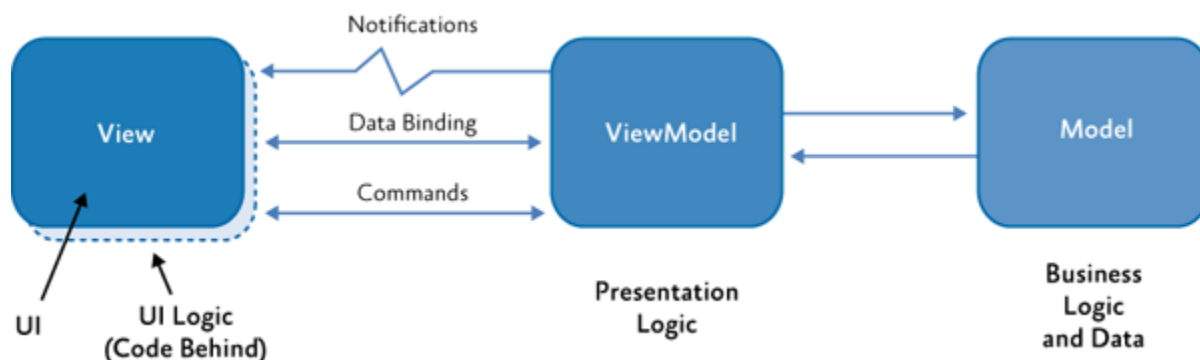 Notifications
View
Data Binding
ViewModel
Model
Commands
UI
UI Logic
(Code Behind)
Presentation
Logic
Business
Logic
and Data